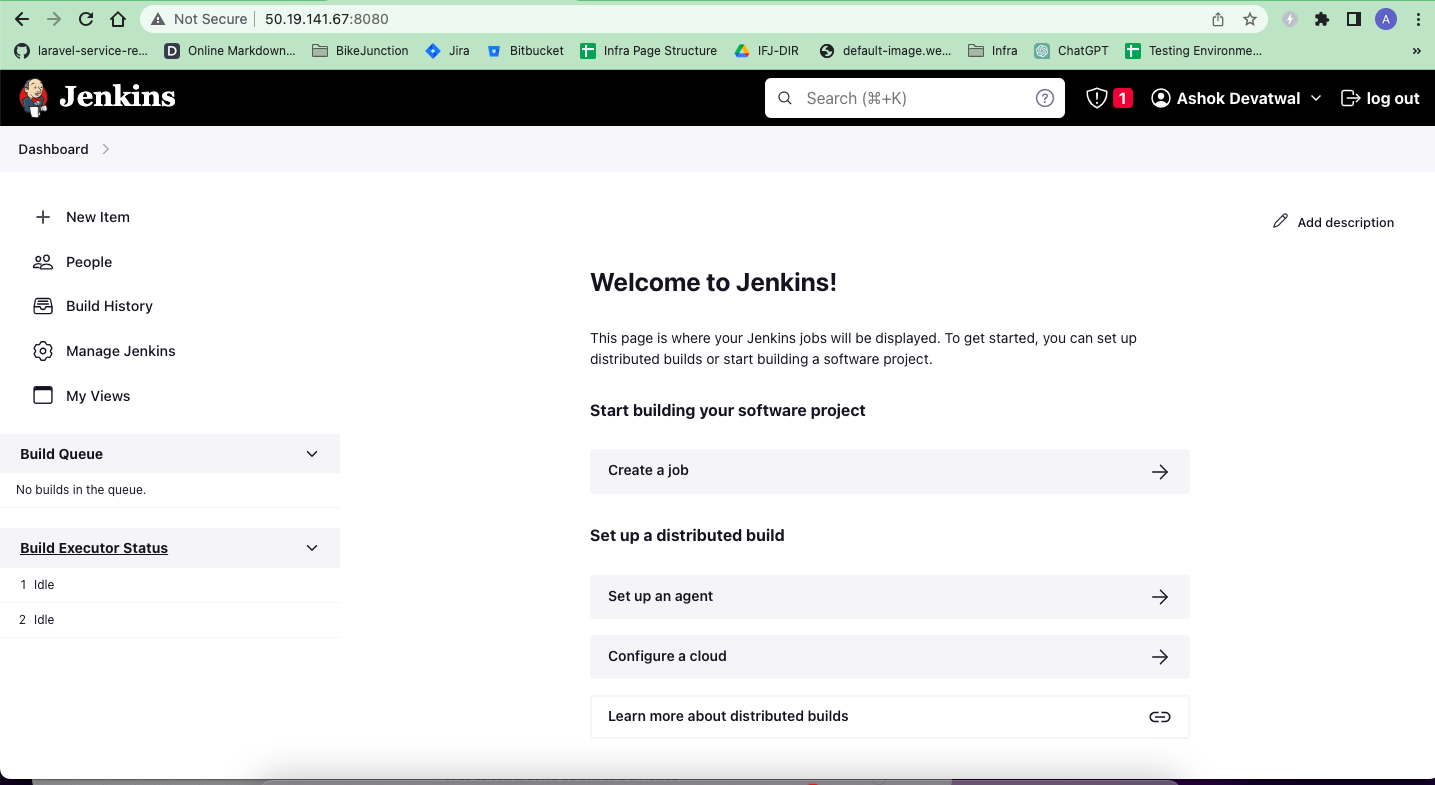 Not Secure 50.19.141.67:8080 A
laravel-service-re... D Online Markdown... BikeJunction Jira Bitbucket Infra Page Structure IFJ-DIR default-image.we... Infra ChatGPT Testing Environme... »
Jenkins Search (⌘+K) 1 Ashok Devatwal log out
Dashboard
New Item
Add description
People
Build History
Manage Jenkins
My Views
Build Queue
No builds in the queue.
Build Executor Status
1 Idle
2 Idle
Welcome to Jenkins!
This page is where your Jenkins jobs will be displayed. To get started, you can set up
distributed builds or start building a software project.
Start building your software project
Create a job
Set up a distributed build
Set up an agent
Configure a cloud
Learn more about distributed builds